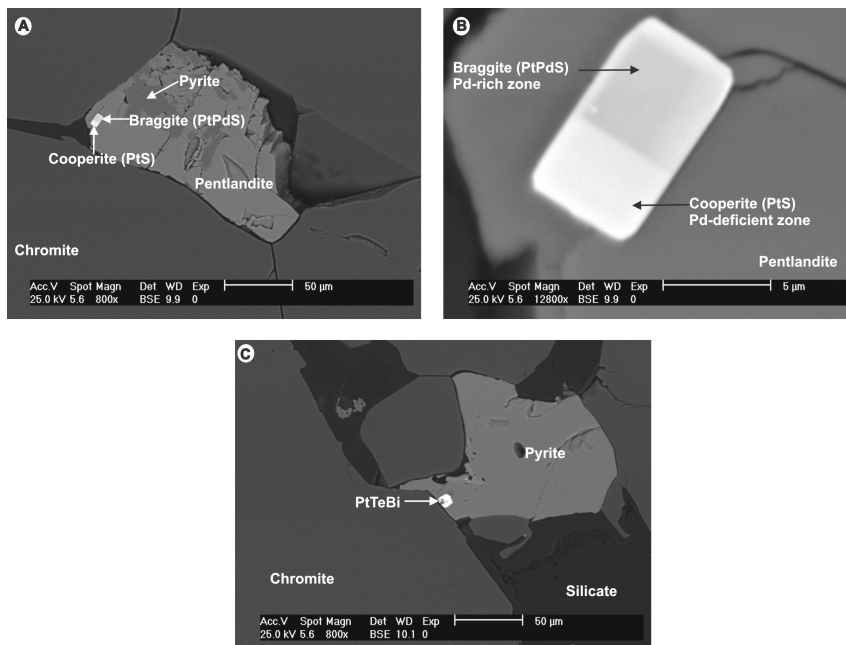 A
Pyrite
Braggite (PtPdS)
Cooperite (PtS)
Pentlandite
Chromite
Acc.V Spot Magn Det WD Exp 50 µm
25.0 kV 5.6 800x BSE 9.9 0
B
Braggite (PtPdS)
Pd-rich zone
Cooperite (PtS)
Pd-deficient zone
Pentlandite
Acc.V Spot Magn Det WD Exp 5 µm
25.0 kV 5.6 12800x BSE 9.9 0
C
Pyrite
PtTeBi
Chromite
Silicate
Acc.V Spot Magn Det WD Exp 50 µm
25.0 kV 5.6 800x BSE 10.1 0